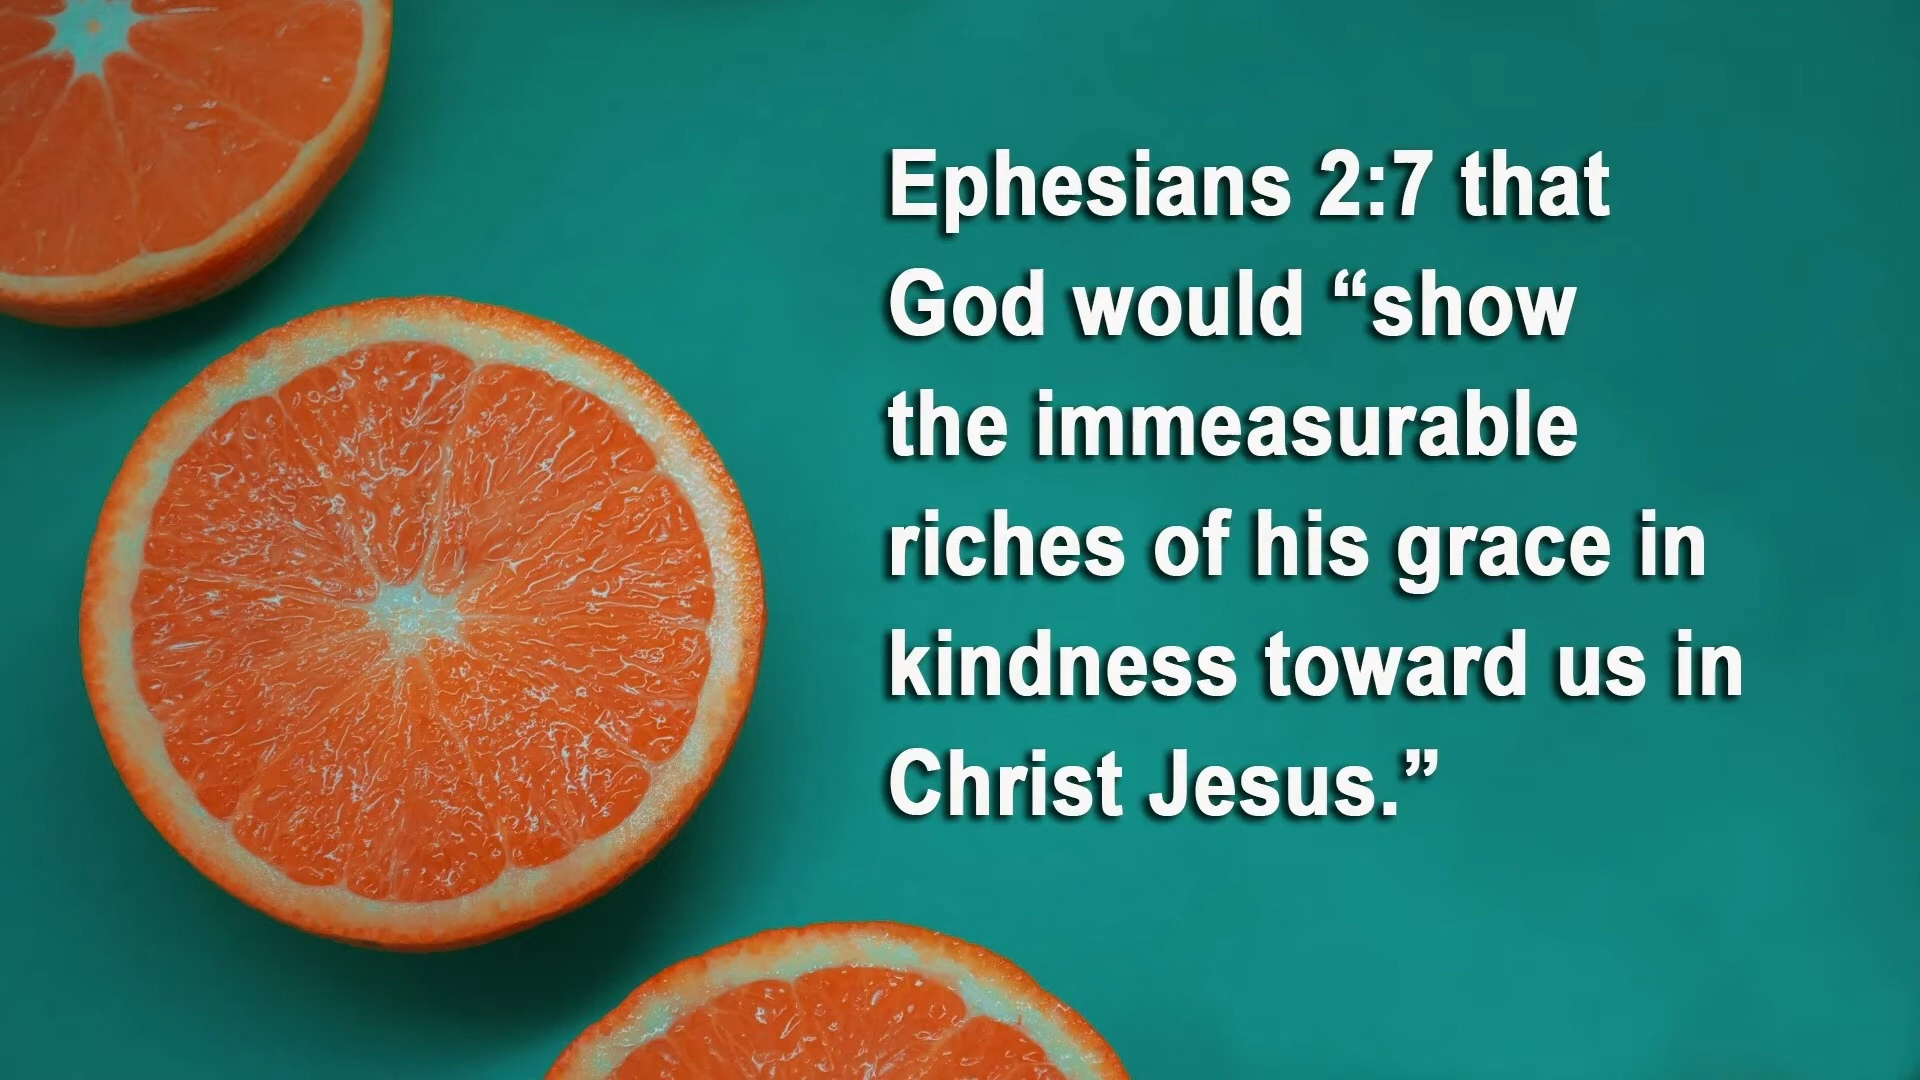 Ephesians 2:7 that
God would “show
the immeasurable
riches of his grace in
kindness toward us in
Christ Jesus.”